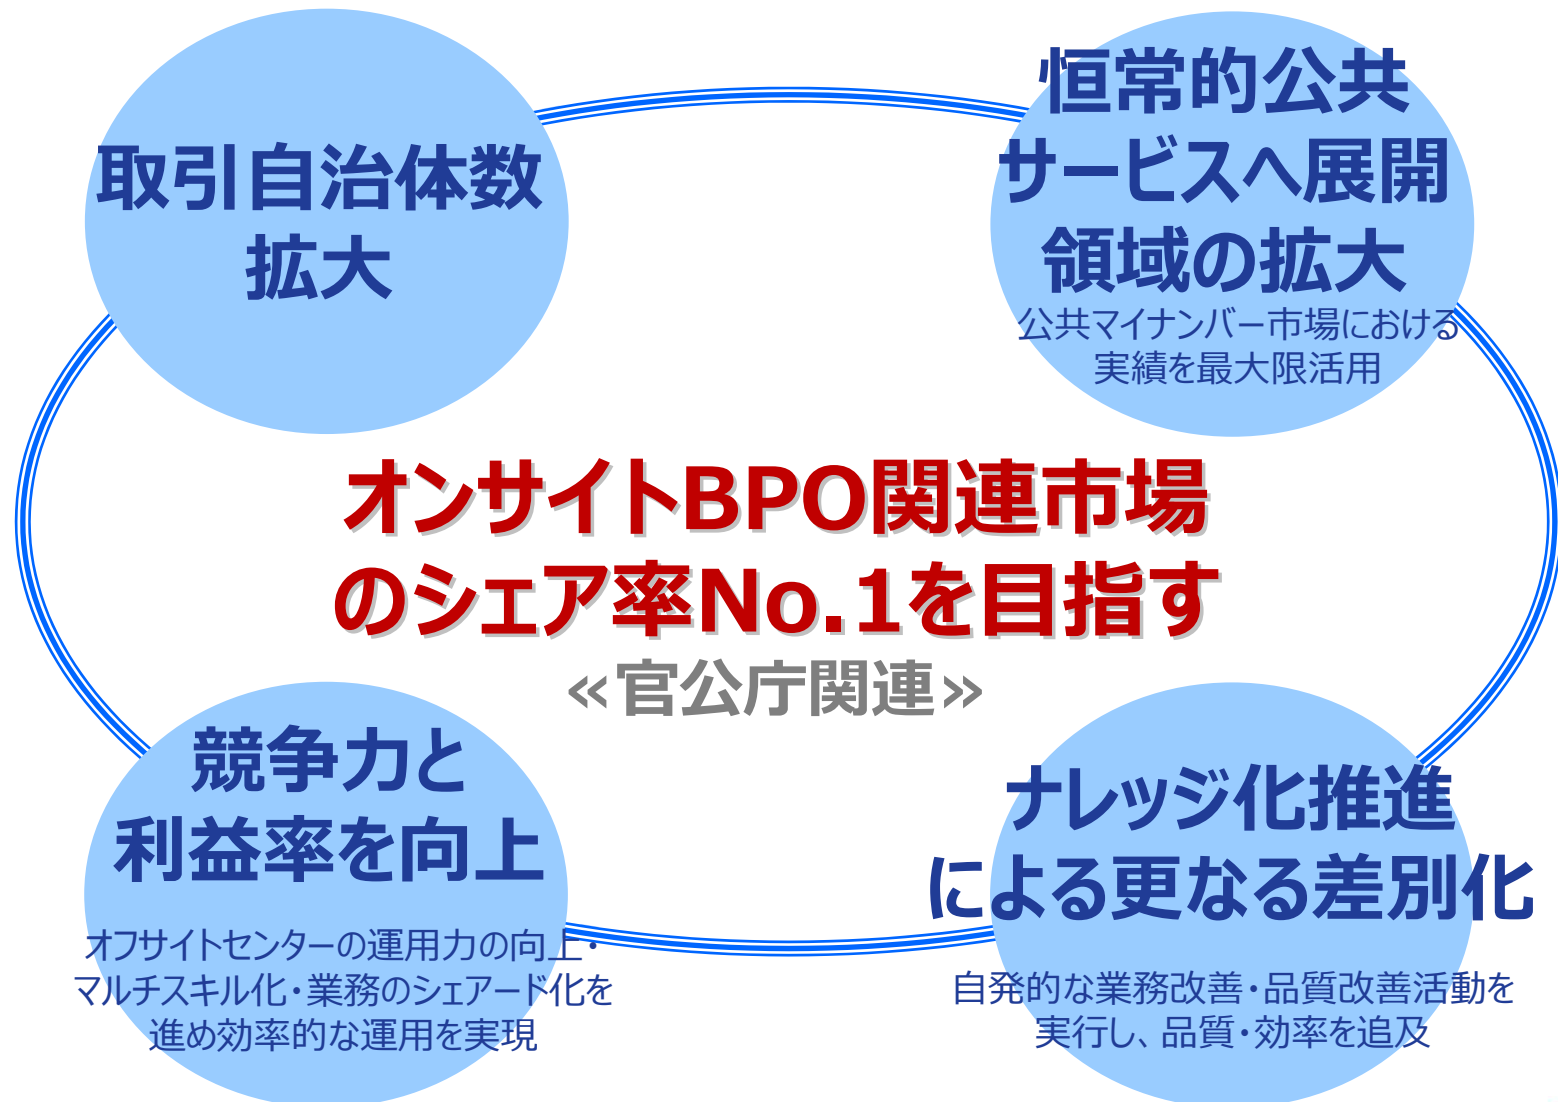 取引自治体数
拡大
恒常的公共
サービスへ展開
領域の拡大
公共マイナンバー市場における
実績を最大限活用
オンサイトBPO関連市場
のシェア率No.1を目指す
≪官公庁関連≫
競争力と
利益率を向上
オフサイトセンターの運用力の向上・
マルチスキル化・業務のシェアード化を
進め効率的な運用を実現
ナレッジ化推進
による更なる差別化
自発的な業務改善・品質改善活動を
実行し、品質・効率を追及